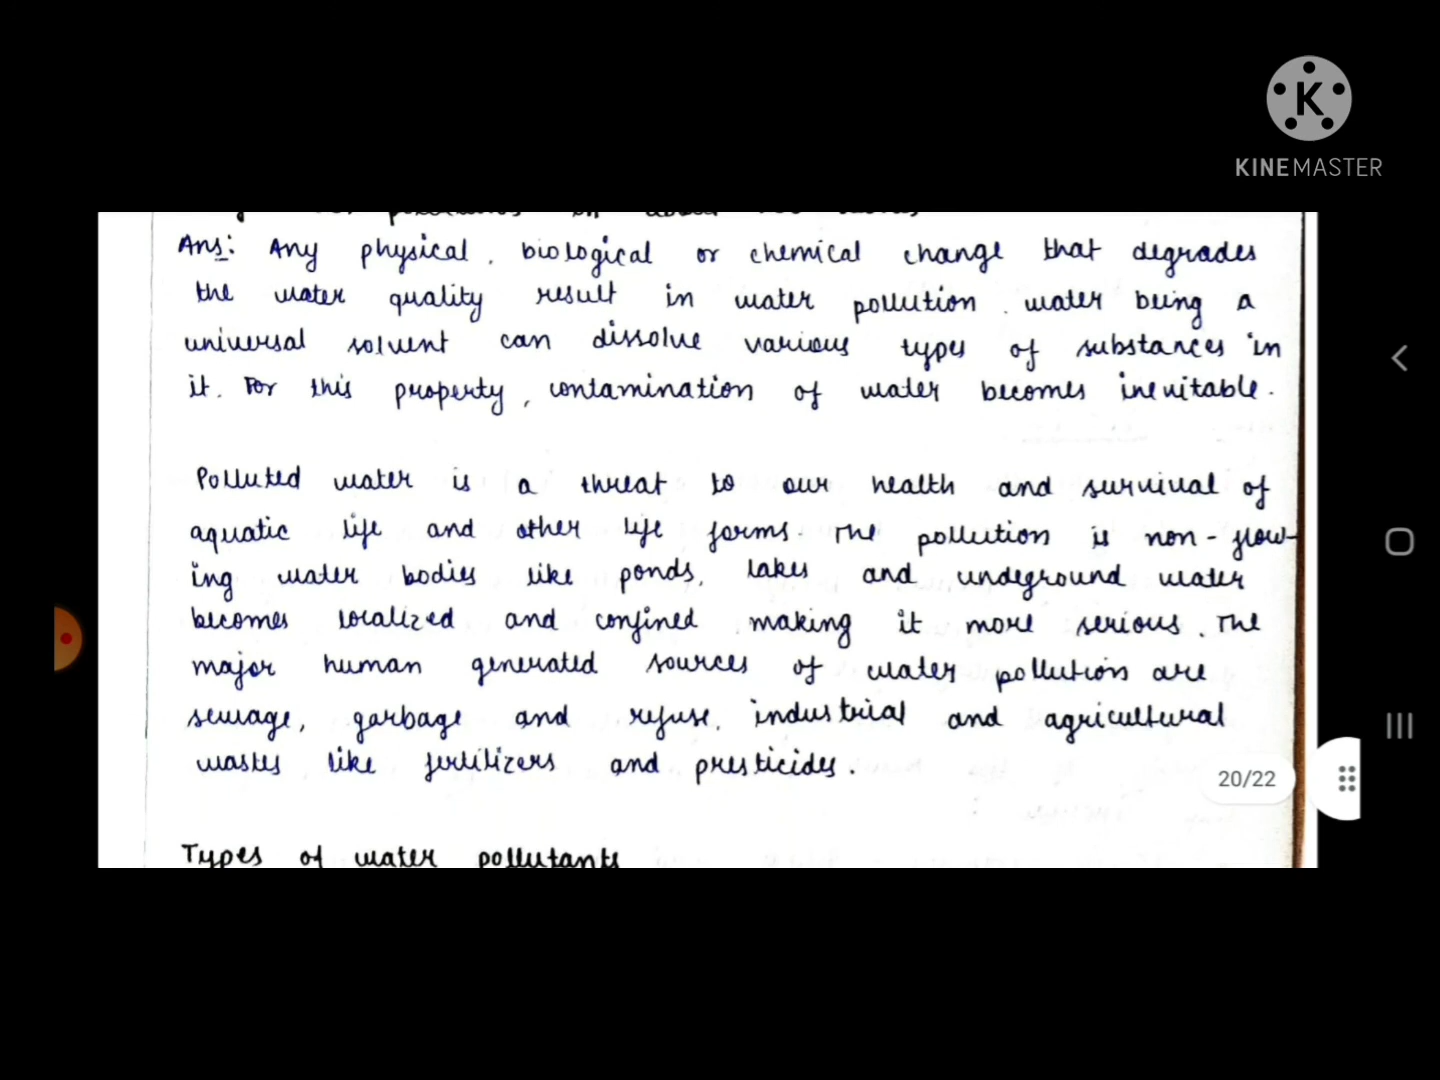 K
KINEMASTER
Ans: Any physical, biological or chemical change that degrades
the water quality result in water pollution. water being a
universal solvent can dissolve various types of substances in
it. For this property, contamination of water becomes inevitable.
Polluted water is a threat to our health and survival of
aquatic life and other life forms. The pollution is non-flow-
ing water bodies like ponds, lakes and undeground water
becomes localized and confined making it more serious. The
major human generated sources of water pollution are
sewage, garbage and refuse, industrial and agricultural
wastes like fertilizers and presticides.
20/22
Types of water pollutants